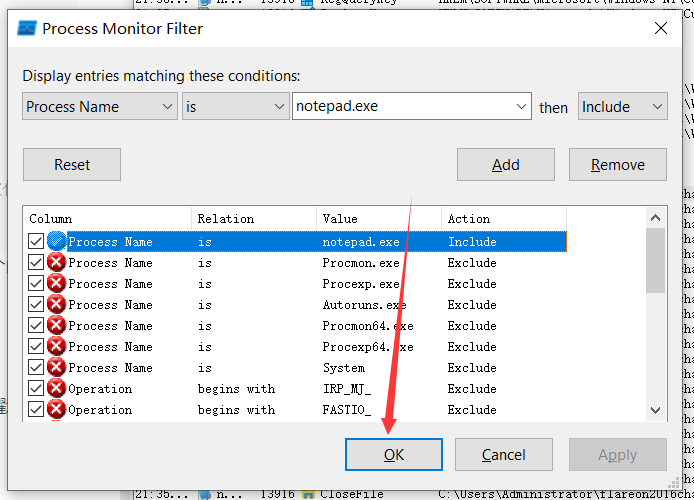 Process Monitor Filter
Display entries matching these conditions:
Process Name is notepad.exe then Include
Reset Add Remove
Column Relation Value Action
Process Name is notepad.exe Include
Process Name is Procmon.exe Exclude
Process Name is Procexp.exe Exclude
Process Name is Autoruns.exe Exclude
Process Name is Procmon64.exe Exclude
Process Name is Procexp64.exe Exclude
Process Name is System Exclude
Operation begins with IRP_MJ_ Exclude
Operation begins with FASTIO_ Exclude
OK Cancel Apply
21:35... n... 13916 CloseFile C:\Users\Administrator\flareon2016cha